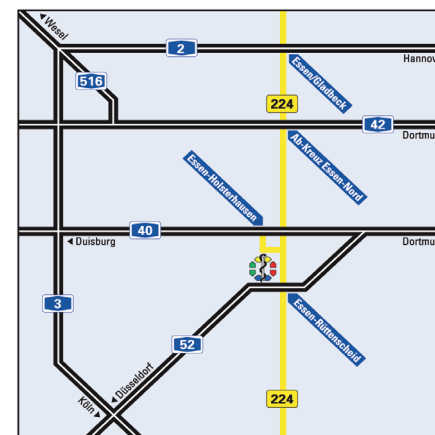 Wesel
2
Hannov
516
Essen/Gladbeck
224
42
Dortmu
Ab-Kreuz Essen-Nord
Essen-Holsterhausen
40
Duisburg
Dortmu
3
52
Essen-Rüttenscheid
Düsseldorf
Köln
224